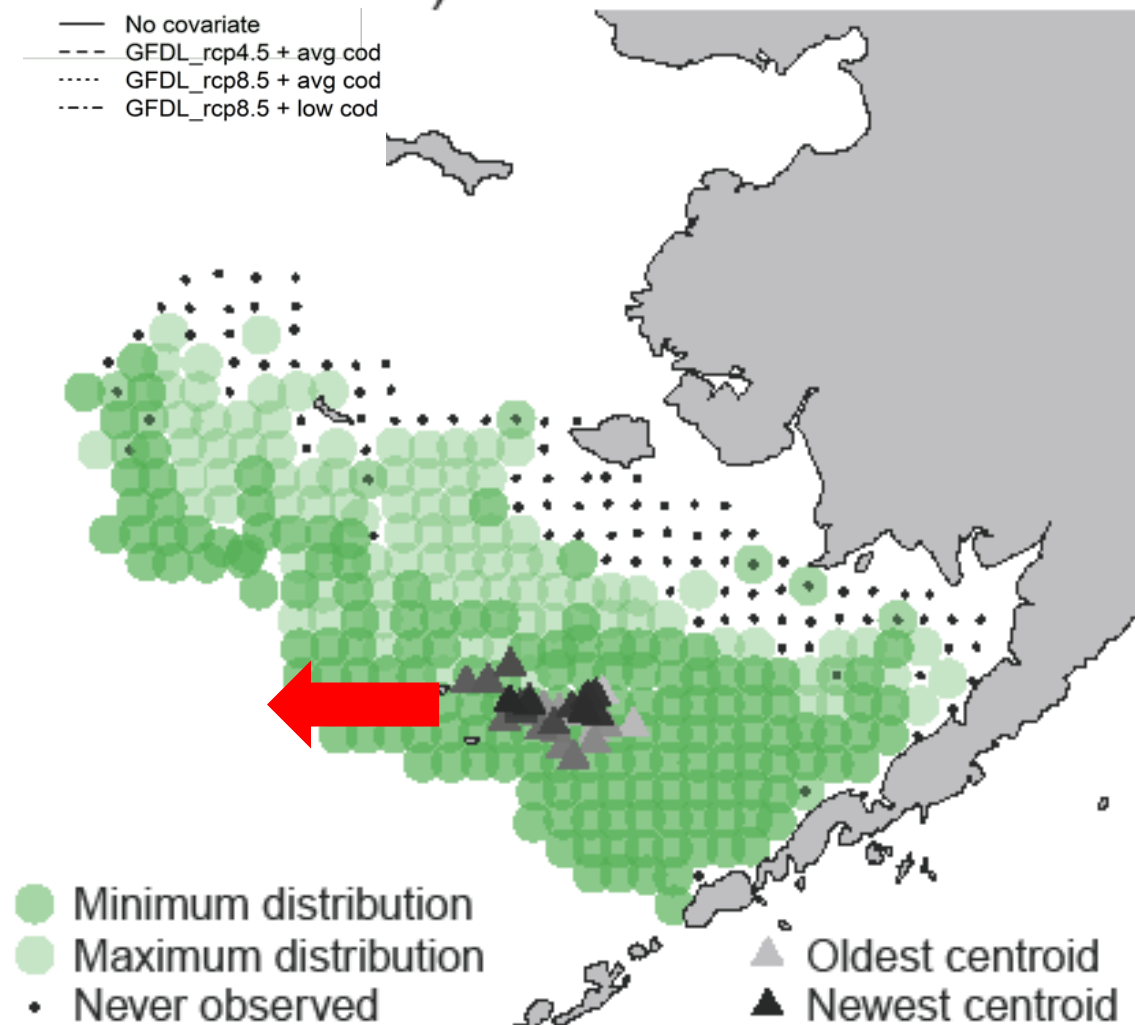 No covariate
GFDL_rcp4.5 + avg cod
GFDL_rcp8.5 + avg cod
GFDL_rcp8.5 + low cod
Minimum distribution
Maximum distribution
Never observed
Oldest centroid
Newest centroid